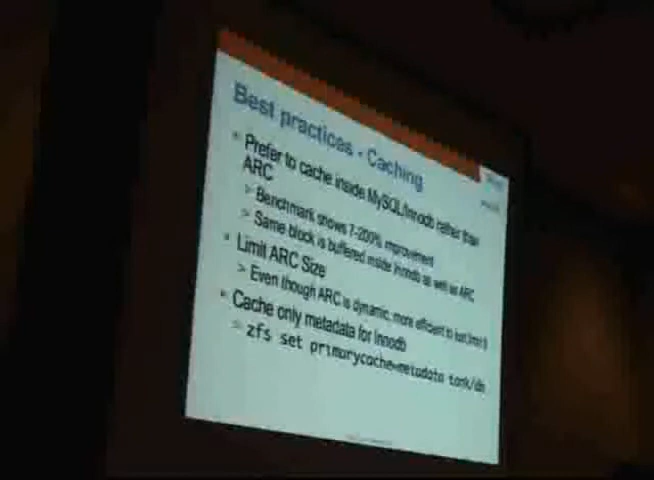 Best practices - Caching
* Prefer to cache inside MySQL/Innodb rather than
ARC
> Benchmark shows 7-200% improvement
> Same block is buffered inside Innodb as well as ARC
* Limit ARC Size
> Even though ARC is dynamic, more efficient to
* Cache only metadata for Innodb
> zfs set primarycache=metadata tank/db